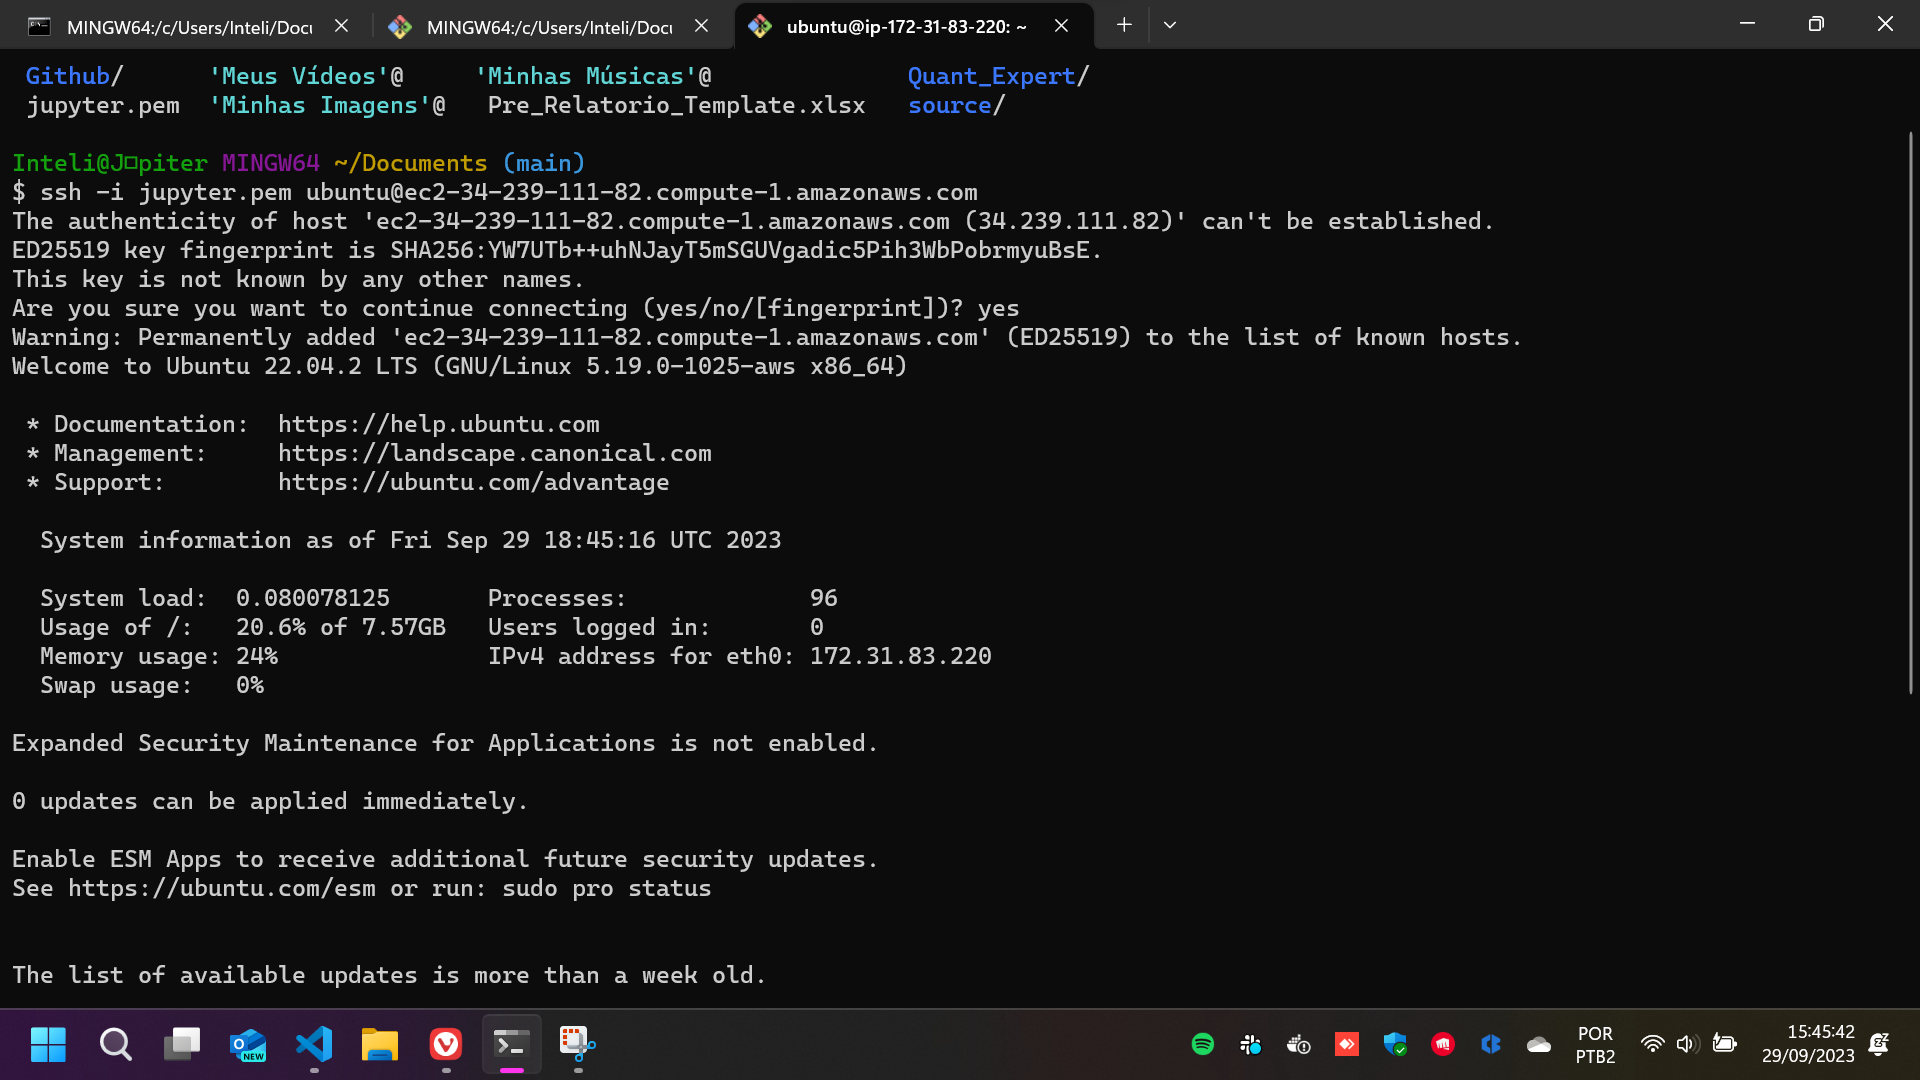 MINGW64:/c/Users/Inteli/Docu
MINGW64:/c/Users/Inteli/Docu
ubuntu@ip-172-31-83-220: ~
Github/ 'Meus Vídeos'@ 'Minhas Músicas'@ Quant_Expert/
jupyter.pem 'Minhas Imagens'@ Pre_Relatorio_Template.xlsx source/
Inteli@J□piter MINGW64 ~/Documents (main)
$ ssh -i jupyter.pem ubuntu@ec2-34-239-111-82.compute-1.amazonaws.com
The authenticity of host 'ec2-34-239-111-82.compute-1.amazonaws.com (34.239.111.82)' can't be established.
ED25519 key fingerprint is SHA256:YW7UTb++uhNJayT5mSGUVgadic5Pih3WbPobrmyuBsE.
This key is not known by any other names.
Are you sure you want to continue connecting (yes/no/[fingerprint])? yes
Warning: Permanently added 'ec2-34-239-111-82.compute-1.amazonaws.com' (ED25519) to the list of known hosts.
Welcome to Ubuntu 22.04.2 LTS (GNU/Linux 5.19.0-1025-aws x86_64)
* Documentation: https://help.ubuntu.com
* Management: https://landscape.canonical.com
* Support: https://ubuntu.com/advantage
System information as of Fri Sep 29 18:45:16 UTC 2023
System load: 0.080078125 Processes: 96
Usage of /: 20.6% of 7.57GB Users logged in: 0
Memory usage: 24% IPv4 address for eth0: 172.31.83.220
Swap usage: 0%
Expanded Security Maintenance for Applications is not enabled.
0 updates can be applied immediately.
Enable ESM Apps to receive additional future security updates.
See https://ubuntu.com/esm or run: sudo pro status
The list of available updates is more than a week old.
NEW
POR
PTB2
15:45:42
29/09/2023